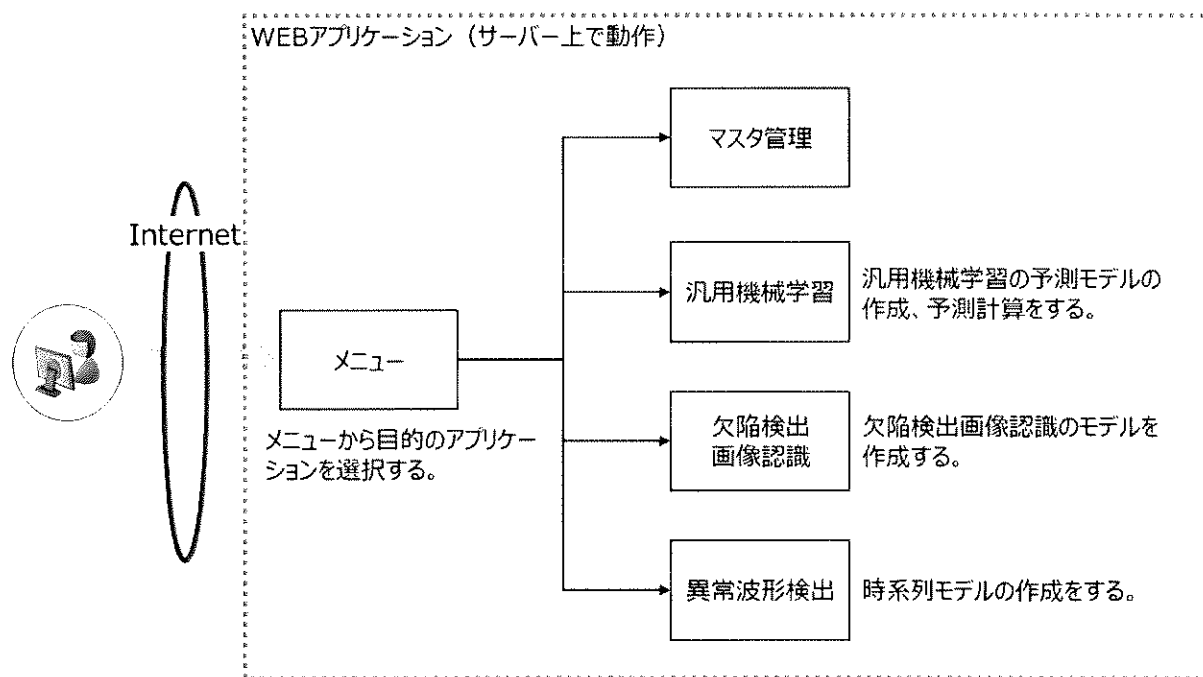 WEBアプリケーション（サーバー上で動作）
マスタ管理
Internet
汎用機械学習
汎用機械学習の予測モデルの
作成、予測計算をする。
メニュー
メニューから目的のアプリケー
ションを選択する。
欠陥検出
画像認識
欠陥検出画像認識のモデルを
作成する。
異常波形検出
時系列モデルの作成をする。